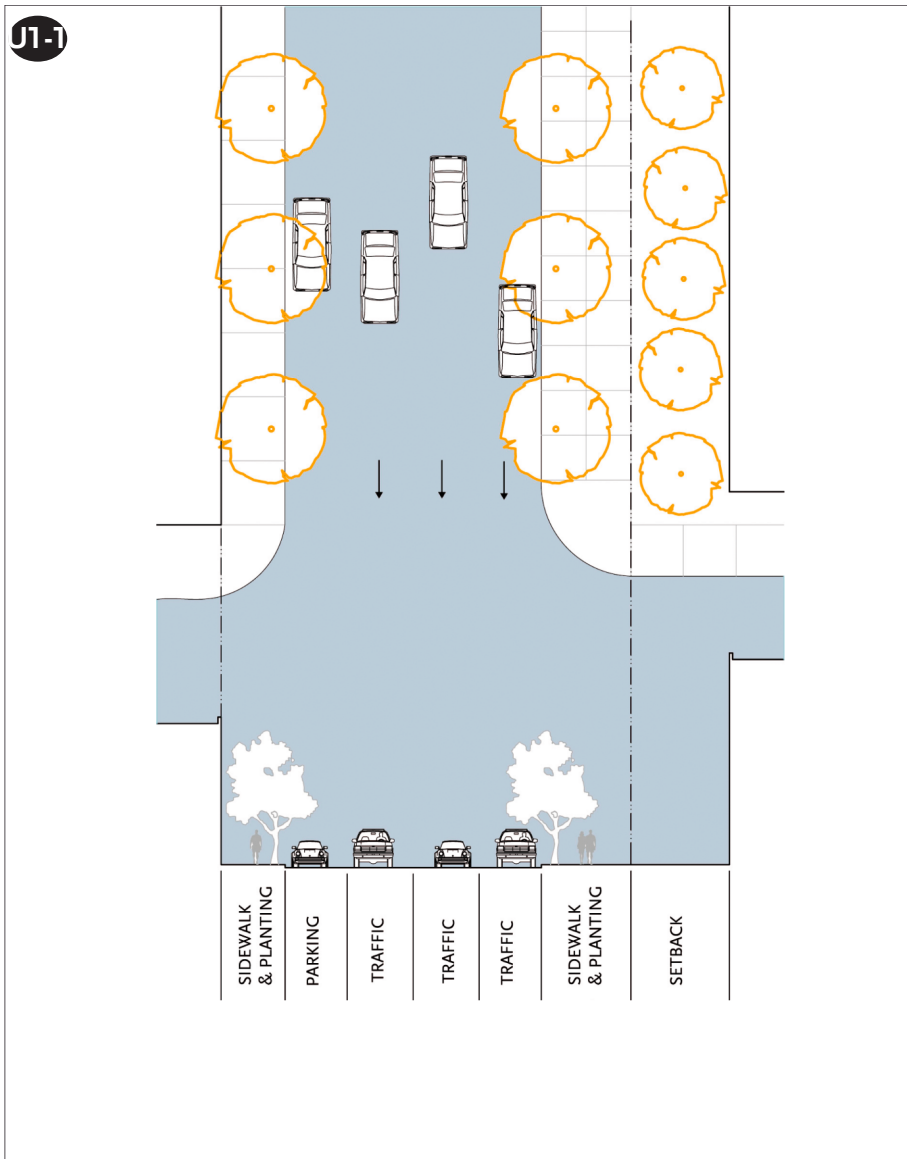 U1-1
SIDEWALK
& PLANTING
PARKING
TRAFFIC
TRAFFIC
TRAFFIC
SIDEWALK
& PLANTING
SETBACK